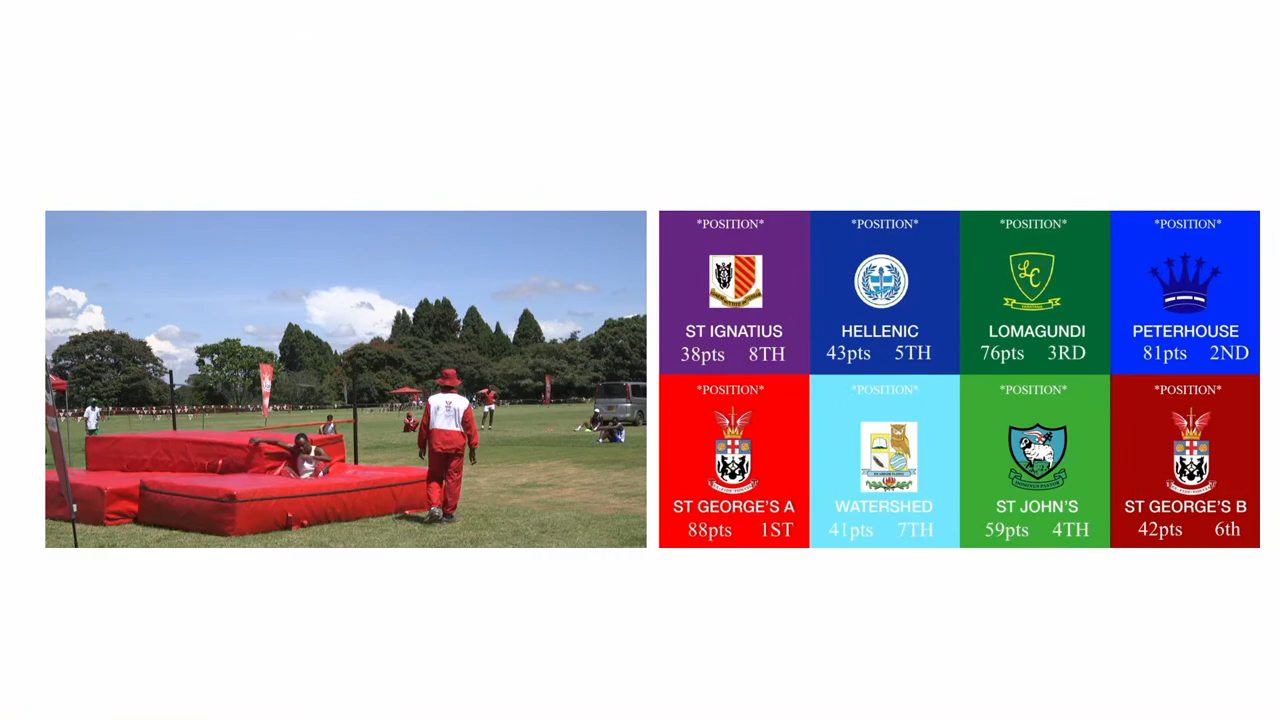 *POSITION*
ST IGNATIUS
38pts 8TH
*POSITION*
HELLENIC
43pts 5TH
*POSITION*
LC
LOMAGUNDI
76pts 3RD
*POSITION*
PETERHOUSE
81pts 2ND
*POSITION*
ST GEORGE'S A
88pts 1ST
*POSITION*
WATERSHED
41pts 7TH
*POSITION*
ST JOHN'S
59pts 4TH
*POSITION*
ST GEORGE'S B
42pts 6th